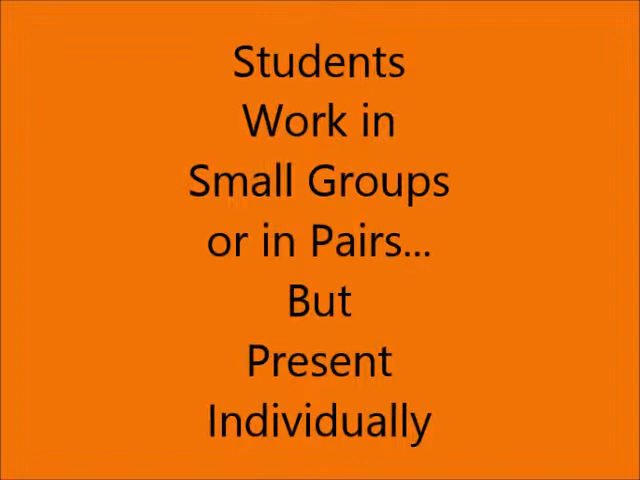 Students
Work in
Small Groups
or in Pairs...
But
Present
Individually